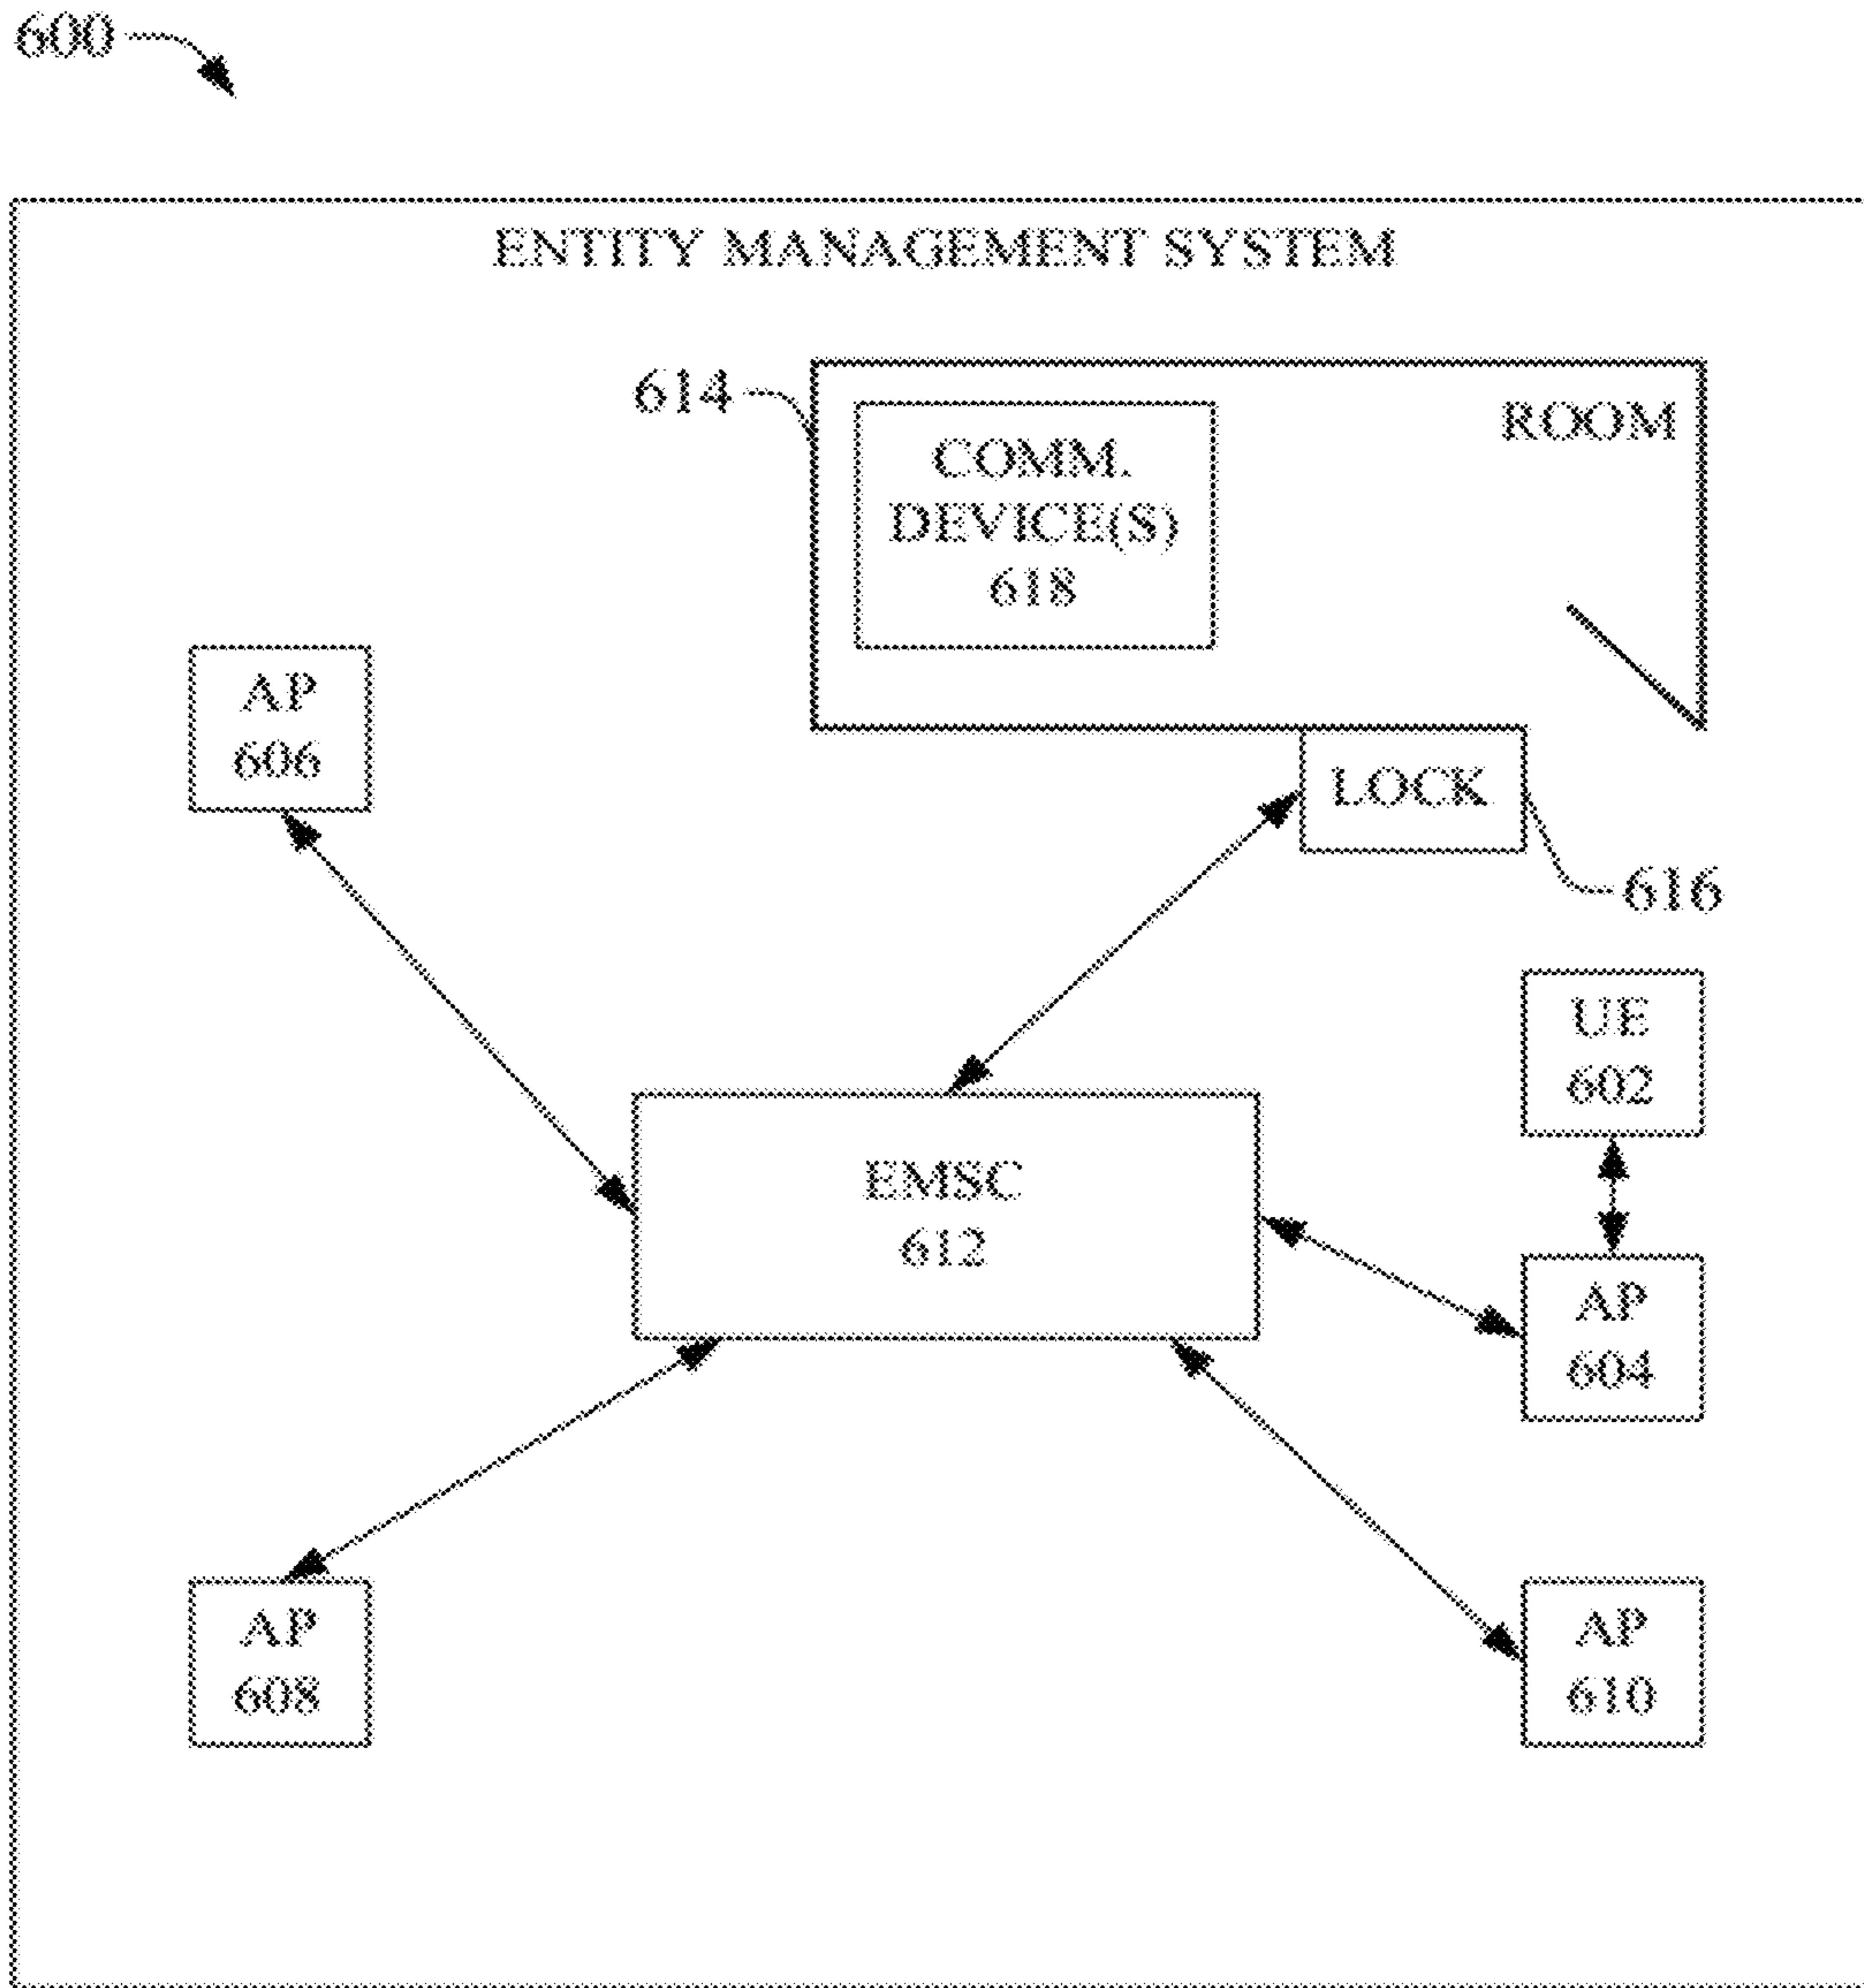 600
ENTITY MANAGEMENT SYSTEM
614
ROOM
COMM.
DEVICE(S)
618
AP
606
LOCK
616
UE
602
EMSC
612
AP
604
AP
608
AP
610